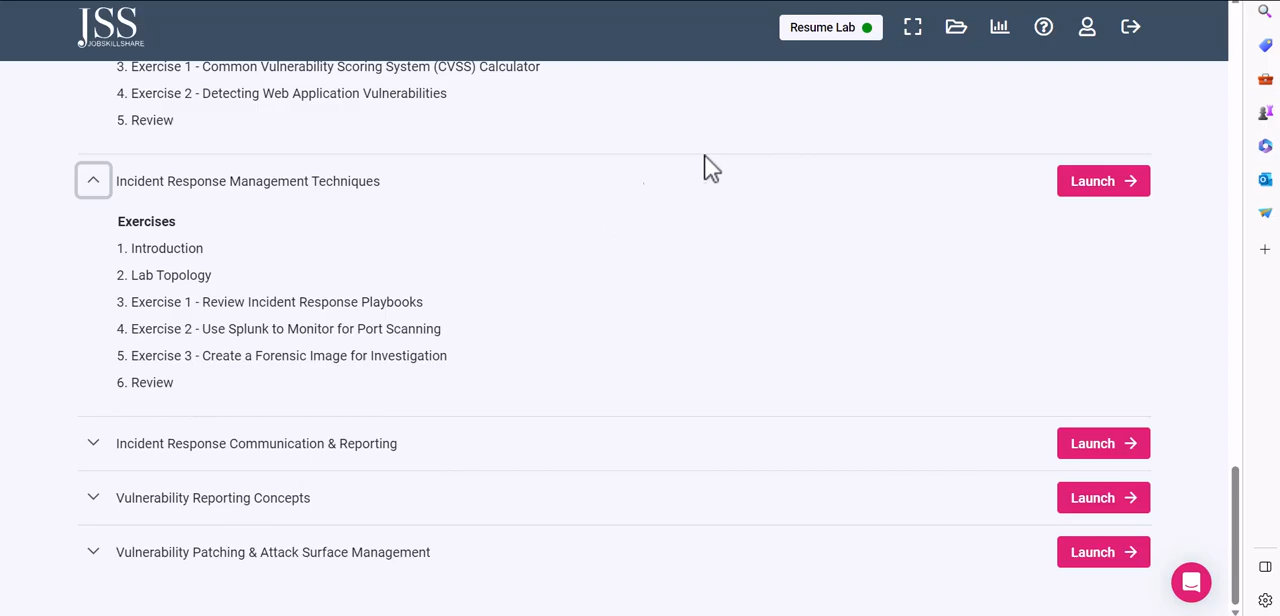 JSS
JOBSKILLSHARE
Resume Lab
3. Exercise 1 - Common Vulnerability Scoring System (CVSS) Calculator
4. Exercise 2 - Detecting Web Application Vulnerabilities
5. Review
Incident Response Management Techniques
Launch →
Exercises
1. Introduction
2. Lab Topology
3. Exercise 1 - Review Incident Response Playbooks
4. Exercise 2 - Use Splunk to Monitor for Port Scanning
5. Exercise 3 - Create a Forensic Image for Investigation
6. Review
Incident Response Communication & Reporting
Launch →
Vulnerability Reporting Concepts
Launch →
Vulnerability Patching & Attack Surface Management
Launch →